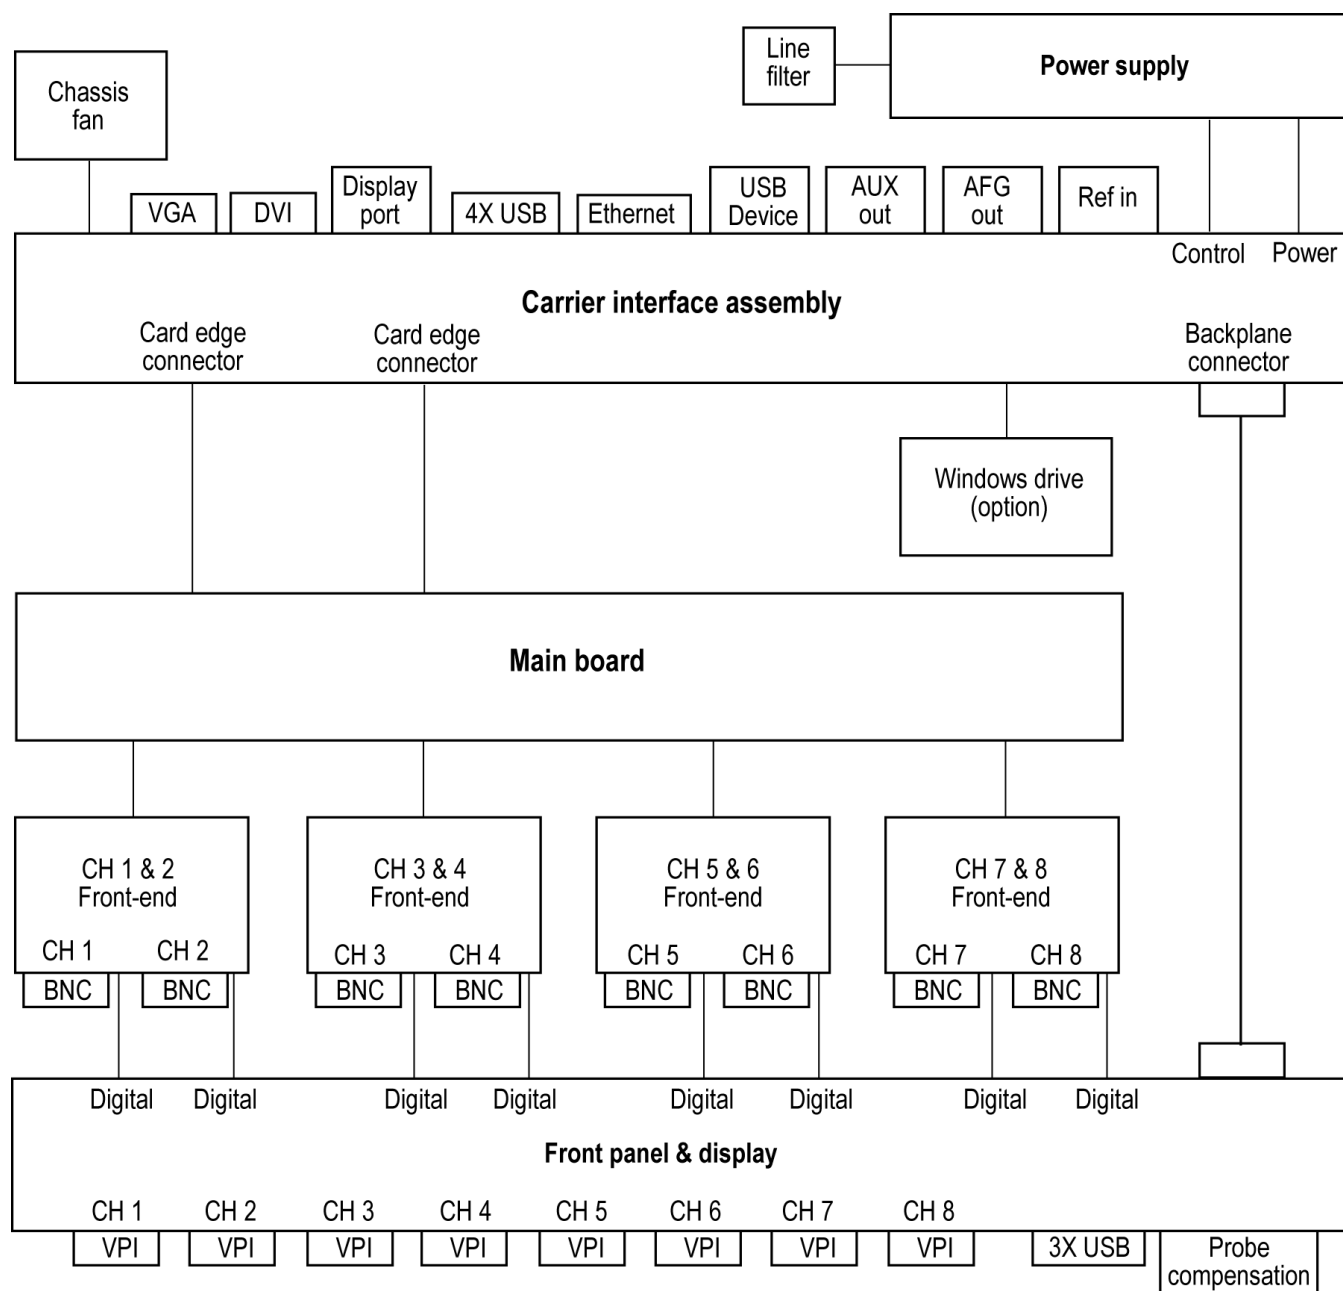 Line
filter
Power supply
Chassis
fan
VGA
DVI
Display
port
4X USB
Ethernet
USB
Device
AUX
out
AFG
out
Ref in
Control
Power
Carrier interface assembly
Card edge
connector
Card edge
connector
Backplane
connector
Windows drive
(option)
Main board
CH 1 & 2
Front-end
CH 1
CH 2
BNC
BNC
CH 3 & 4
Front-end
CH 3
CH 4
BNC
BNC
CH 5 & 6
Front-end
CH 5
CH 6
BNC
BNC
CH 7 & 8
Front-end
CH 7
CH 8
BNC
BNC
Digital
Digital
Digital
Digital
Digital
Digital
Digital
Digital
Front panel & display
CH 1
CH 2
CH 3
CH 4
CH 5
CH 6
CH 7
CH 8
VPI
VPI
VPI
VPI
VPI
VPI
VPI
VPI
3X USB
Probe
compensation